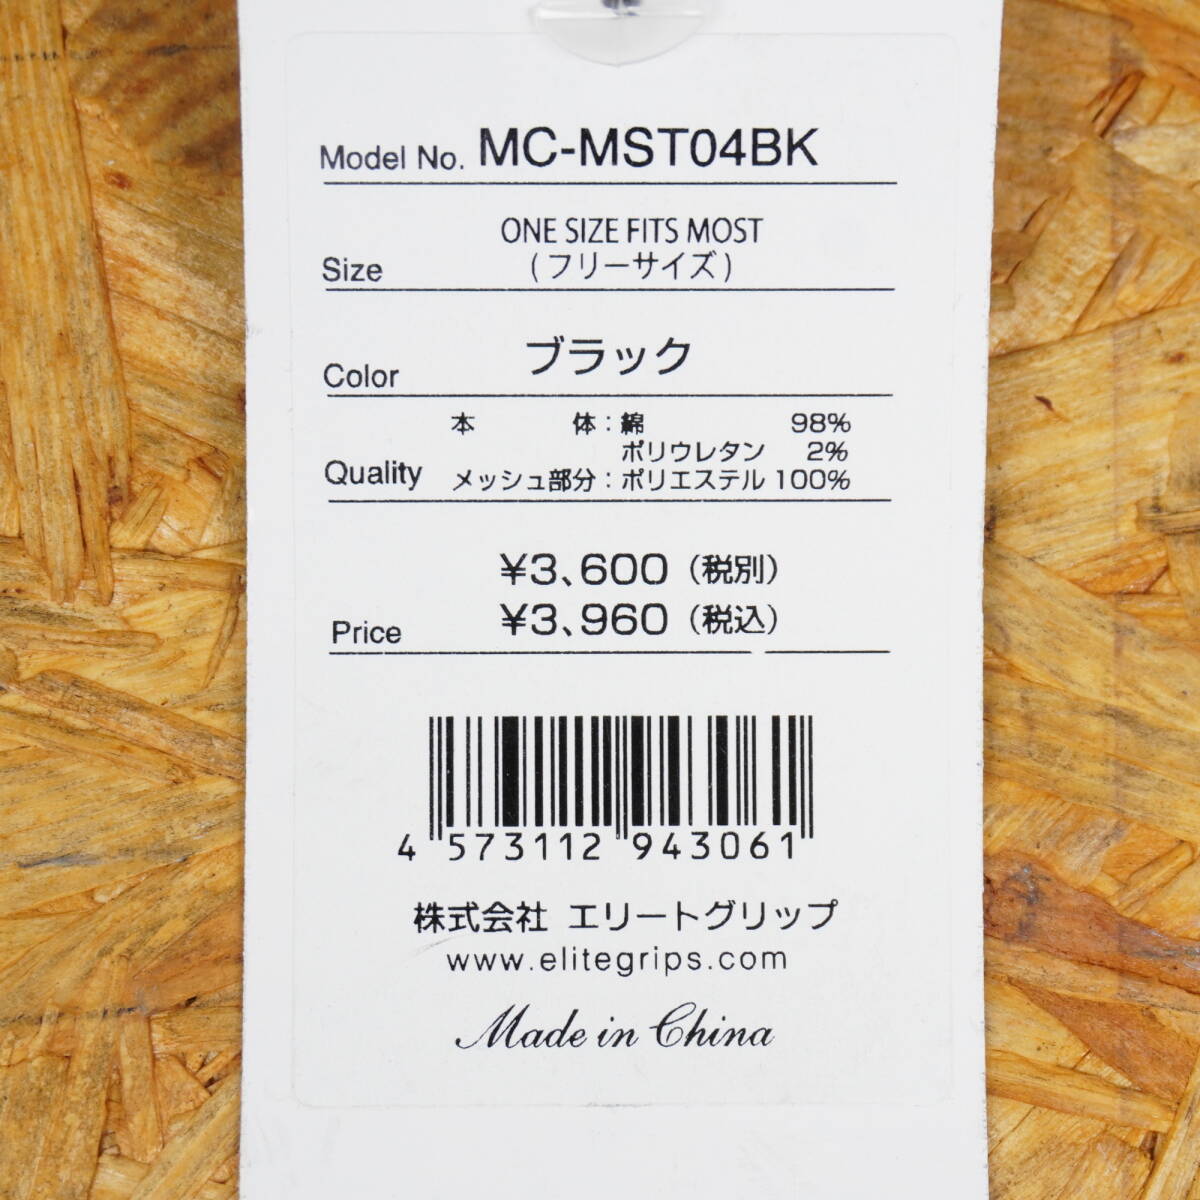 Model No. MC-MST04BK
ONE SIZE FITS MOST
Size (フリーサイズ)
Color ブラック
本 体：綿 98%
ポリウレタン 2%
Quality メッシュ部分：ポリエステル 100%
¥3,600 (税別)
¥3,960 (税込)
Price
4 573112 943061
株式会社 エリートグリップ
www.elitegrips.com
Made in China